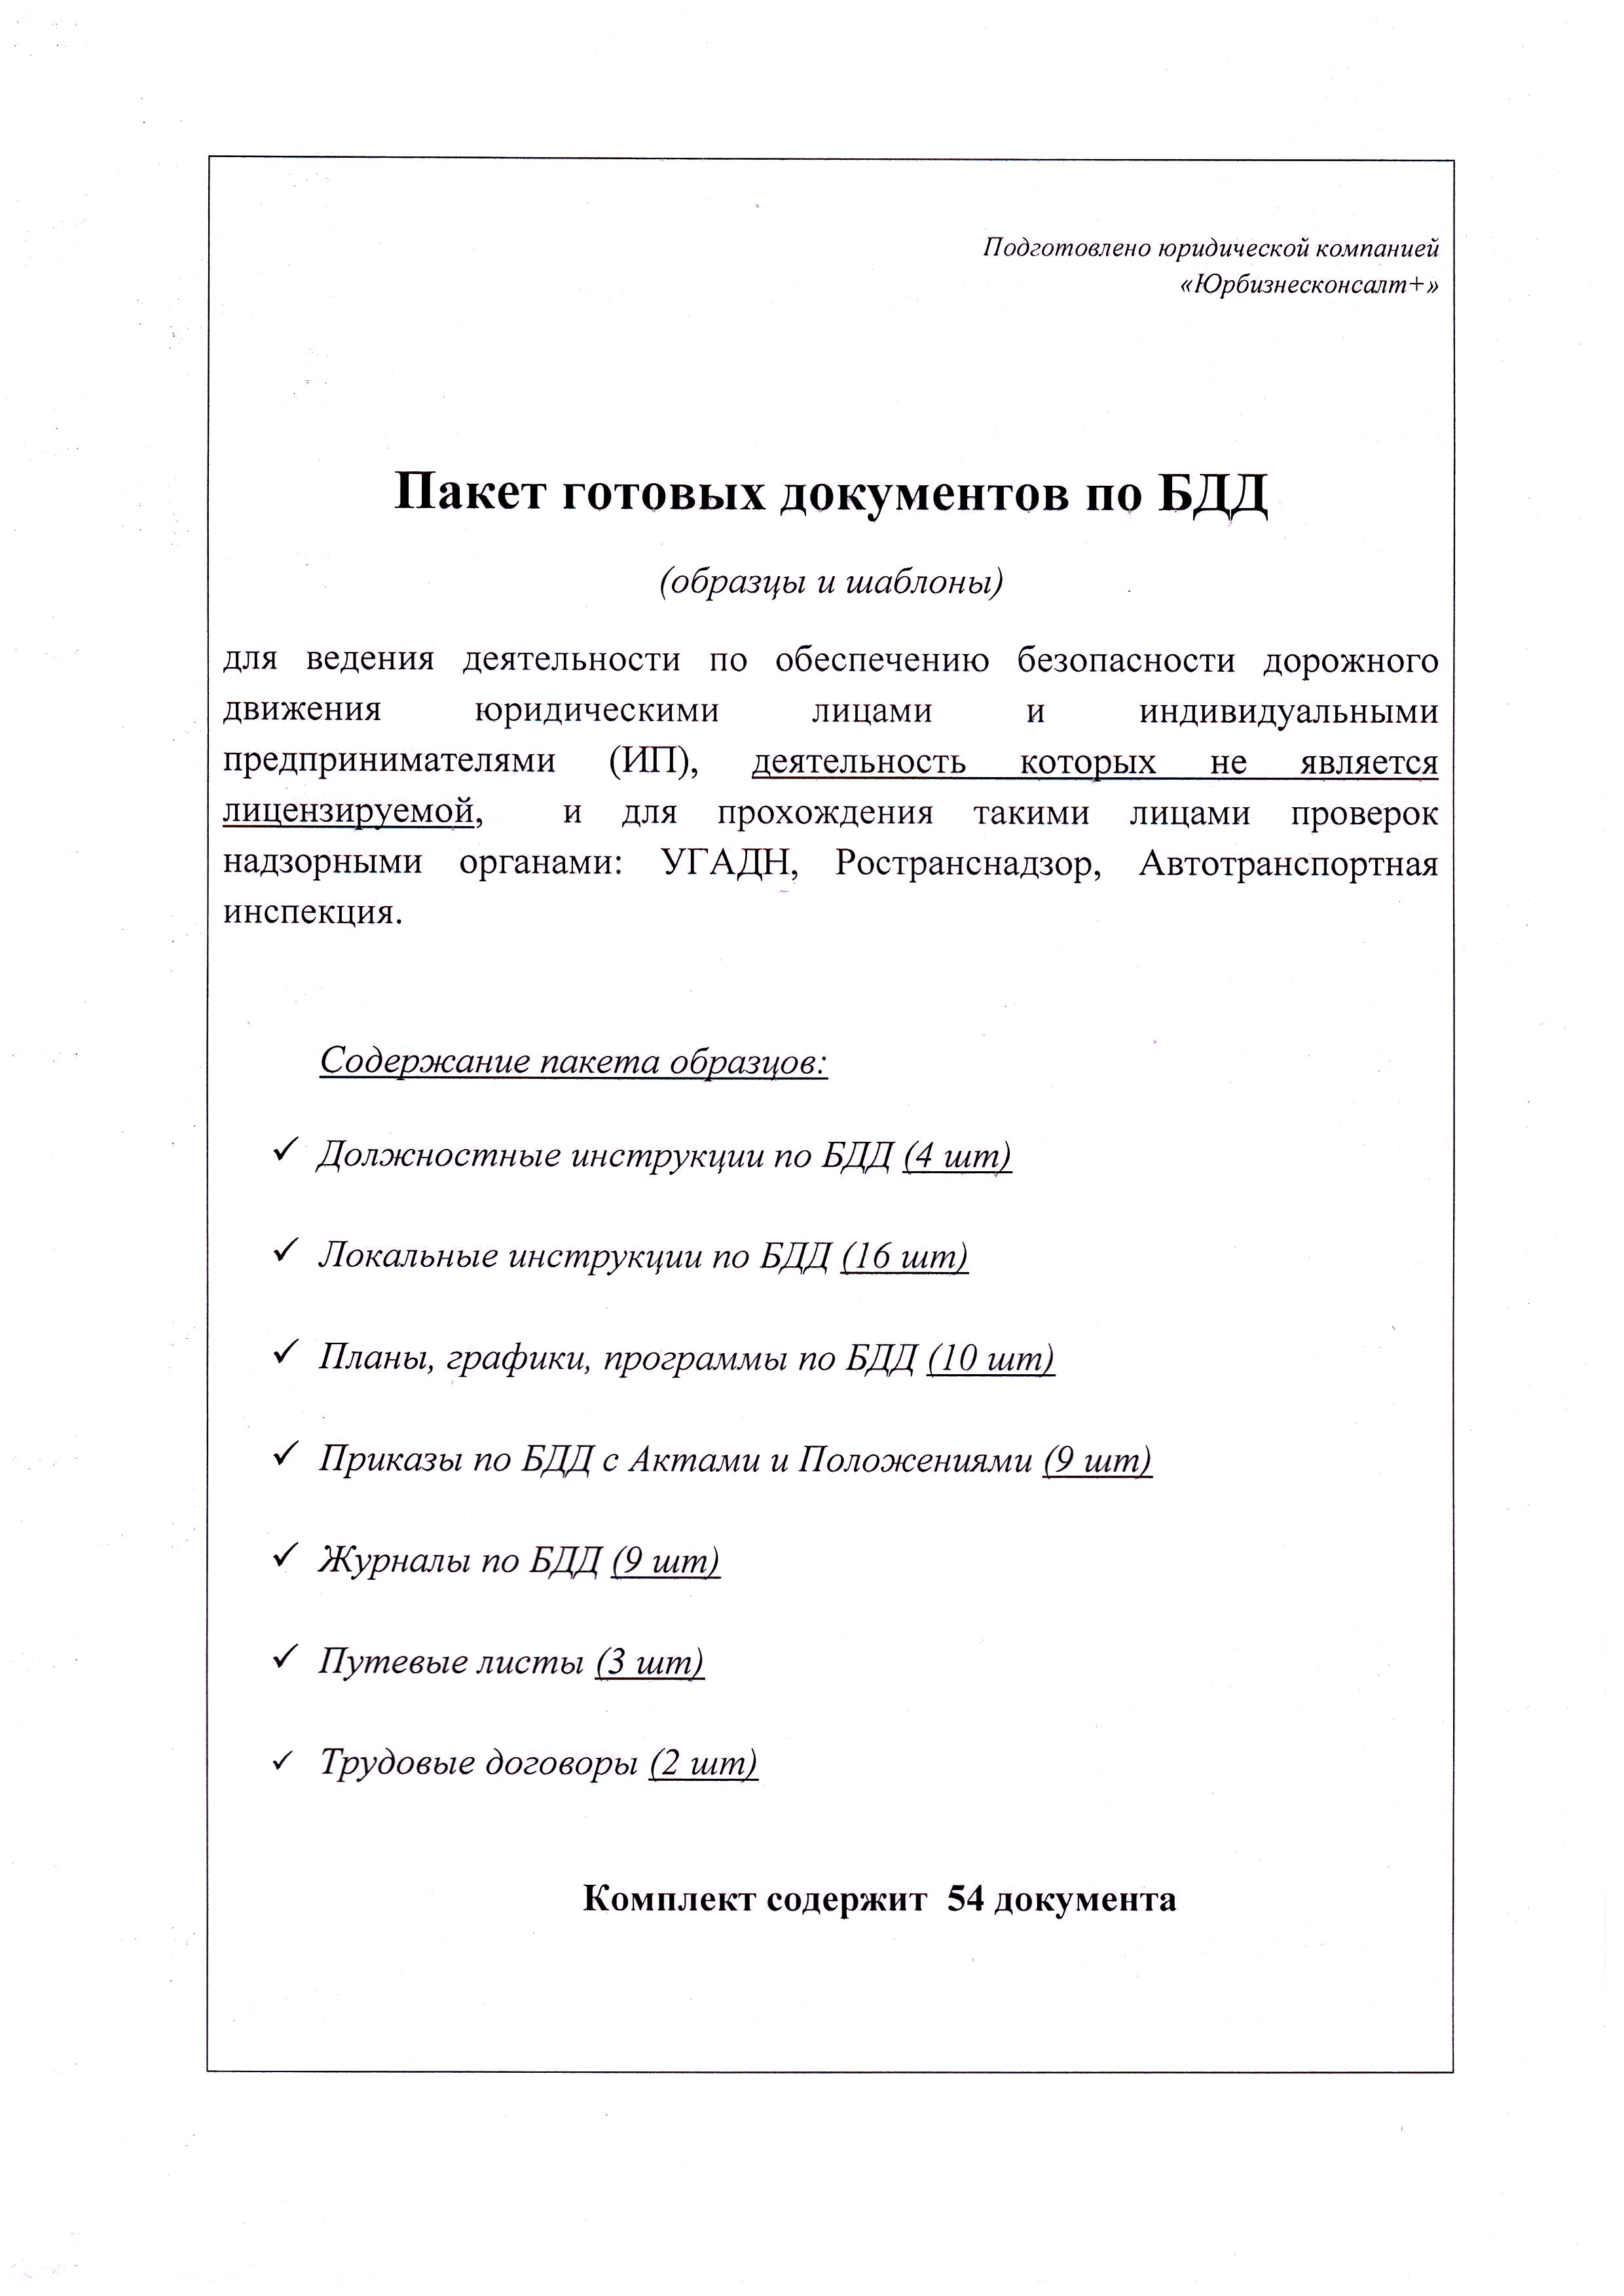 Подготовлено юридической компанией
«Юрбизнесконсалт+»
Пакет готовых документов по БДД
(образцы и шаблоны)
для ведения деятельности по обеспечению безопасности дорожного
движения юридическими лицами и индивидуальными
предпринимателями (ИП), деятельность которых не является
лицензируемой, и для прохождения такими лицами проверок
надзорными органами: УГАДН, Ространснадзор, Автотранспортная
инспекция.
Содержание пакета образцов:
✓ Должностные инструкции по БДД (4 шт)
✓ Локальные инструкции по БДД (16 шт)
✓ Планы, графики, программы по БДД (10 шт)
✓ Приказы по БДД с Актами и Положениями (9 шт)
✓ Журналы по БДД (9 шт)
✓ Путевые листы (3 шт)
✓ Трудовые договоры (2 шт)
Комплект содержит 54 документа